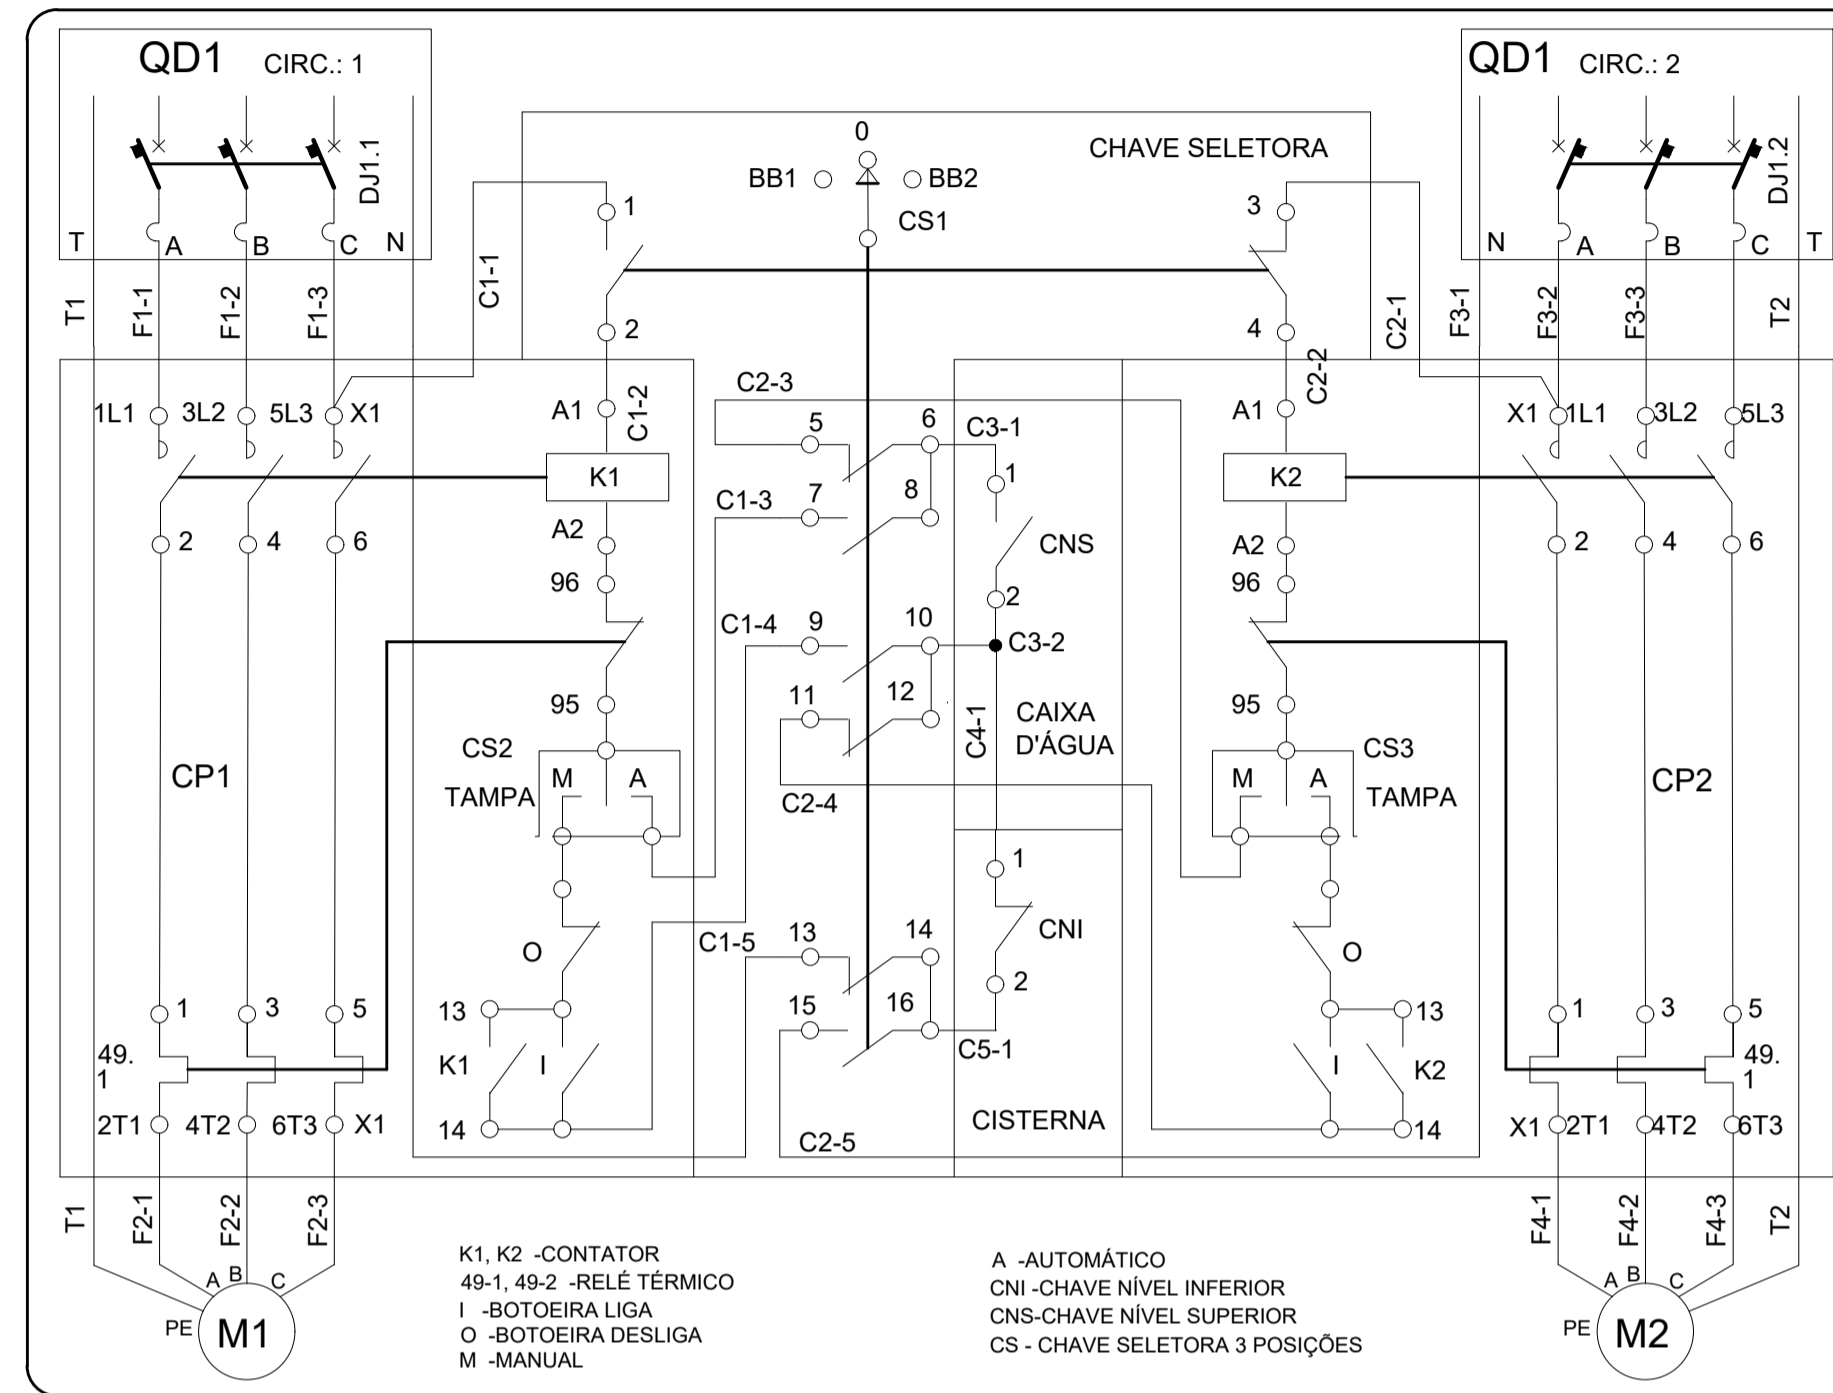 QD1 CIRC.: 1
DJ1.1
T A B C N
T1 F1-1 F1-2 F1-3
C1-1
CHAVE SELETORA
0
BB1 BB2
CS1
1
2
3
4
QD1 CIRC.: 2
DJ1.2
N A B C T
C2-1 F3-1 F3-2 F3-3 T2
1L1 3L2 5L3 X1
A1 C1-2
K1
A2
96
95
2 4 6
CP1
CS2
M A
TAMPA
O
13
K1 I
14
1 3 5
49.
1
2T1 4T2 6T3 X1
C2-3
5 6 C3-1
C1-3 7 8
1
CNS
2
C1-4 9 10 C3-2
11 12
C4-1
CAIXA
D'ÁGUA
C2-4
1
CNI
2
C1-5 13 14
15 16
C5-1
CISTERNA
C2-5
C2-2
A1
K2
A2
96
95
CS3
M A
TAMPA
O
13
I K2
14
X1 1L1 3L2 5L3
2 4 6
CP2
1 3 5
49.
1
X1 2T1 4T2 6T3
T1 F2-1 F2-2 F2-3
A B C
PE M1
K1, K2 -CONTATOR
49-1, 49-2 -RELÉ TÉRMICO
I -BOTOEIRA LIGA
O -BOTOEIRA DESLIGA
M -MANUAL
A -AUTOMÁTICO
CNI -CHAVE NÍVEL INFERIOR
CNS-CHAVE NÍVEL SUPERIOR
CS - CHAVE SELETORA 3 POSIÇÕES
F4-1 F4-2 F4-3 T2
A B C
PE M2